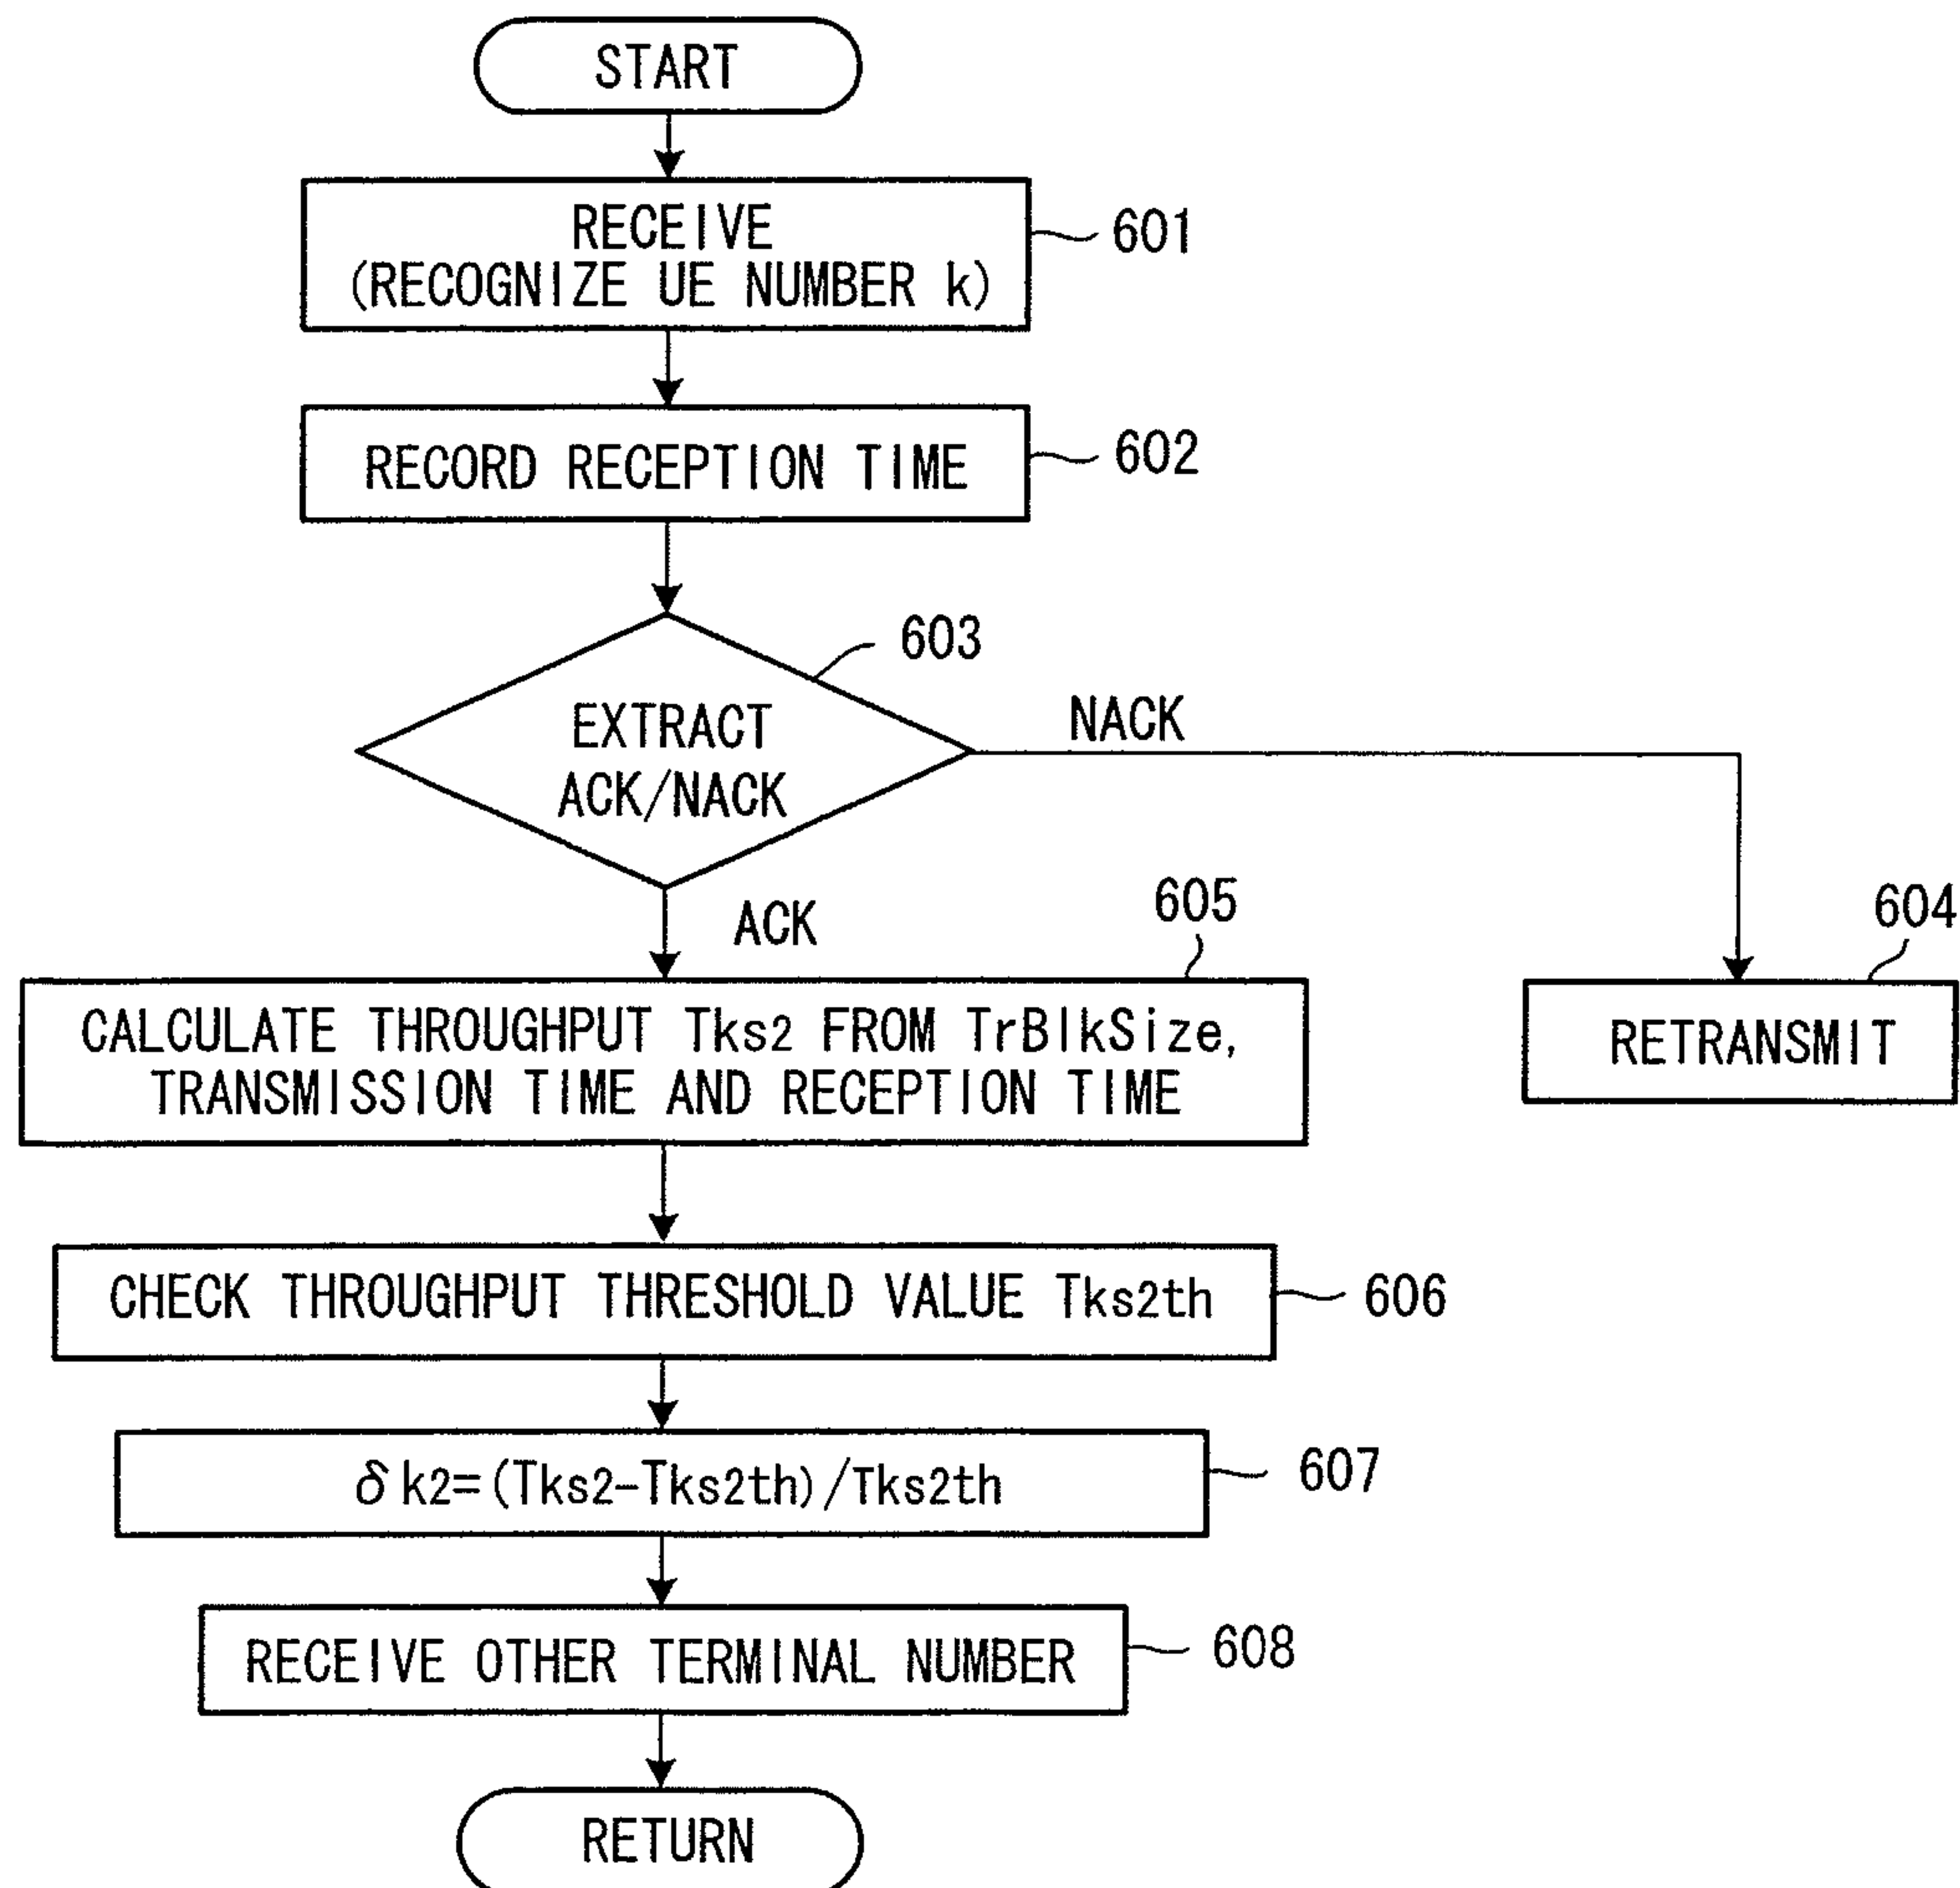 START
RECEIVE
(RECOGNIZE UE NUMBER k)
601
RECORD RECEPTION TIME
602
603
EXTRACT
ACK/NACK
NACK
ACK
605
604
CALCULATE THROUGHPUT Tks2 FROM TrBlkSize,
TRANSMISSION TIME AND RECEPTION TIME
RETRANSMIT
CHECK THROUGHPUT THRESHOLD VALUE Tks2th
606
δk2=(Tks2-Tks2th)/Tks2th
607
RECEIVE OTHER TERMINAL NUMBER
608
RETURN